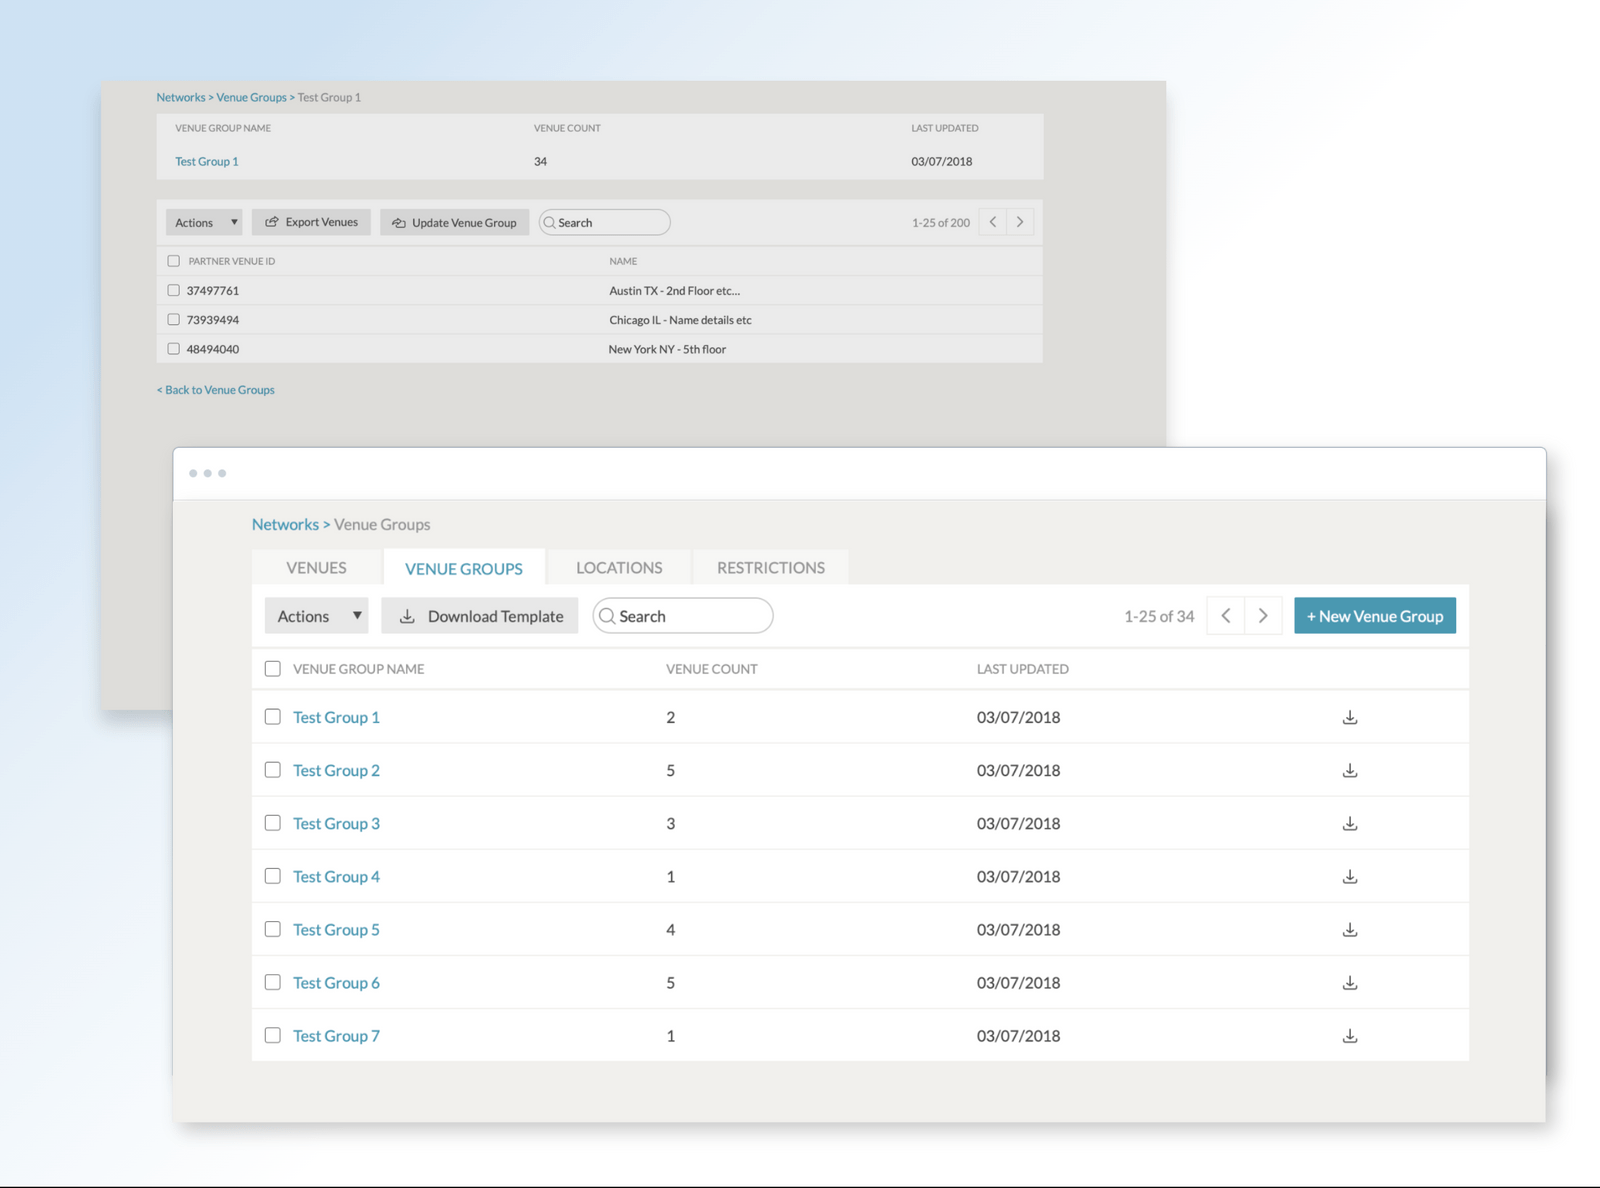 Networks > Venue Groups > Test Group 1
VENUE GROUP NAME VENUE COUNT LAST UPDATED
Test Group 1 34 03/07/2018
Actions Export Venues Update Venue Group Search 1-25 of 200
PARTNER VENUE ID NAME
37497761 Austin TX - 2nd Floor etc...
73939494 Chicago IL - Name details etc
48494040 New York NY - 5th floor
< Back to Venue Groups
Networks > Venue Groups
VENUES VENUE GROUPS LOCATIONS RESTRICTIONS
Actions Download Template Search 1-25 of 34 + New Venue Group
VENUE GROUP NAME VENUE COUNT LAST UPDATED
Test Group 1 2 03/07/2018
Test Group 2 5 03/07/2018
Test Group 3 3 03/07/2018
Test Group 4 1 03/07/2018
Test Group 5 4 03/07/2018
Test Group 6 5 03/07/2018
Test Group 7 1 03/07/2018